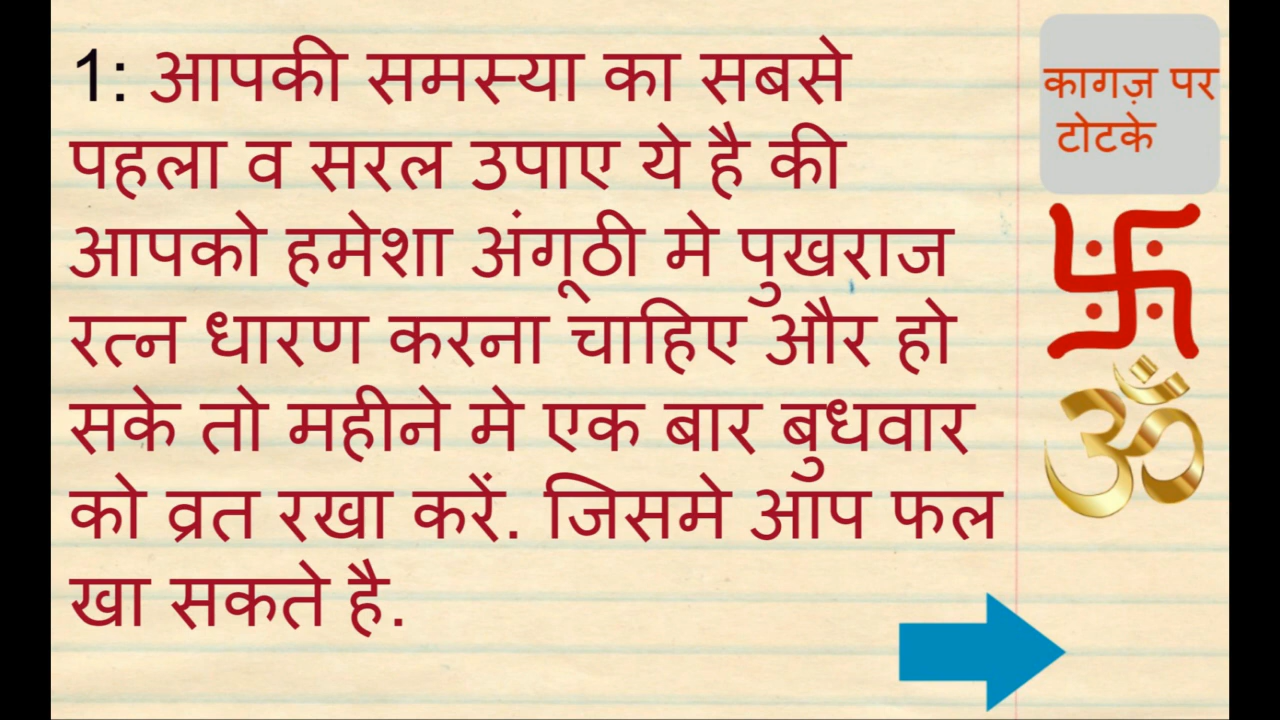 1: आपकी समस्या का सबसे
पहला व सरल उपाए ये है की
आपको हमेशा अंगूठी मे पुखराज
रत्न धारण करना चाहिए और हो
सके तो महीने मे एक बार बुधवार
को व्रत रखा करें. जिसमे आप फल
खा सकते है.
कागज़ पर
टोटके
ॐ